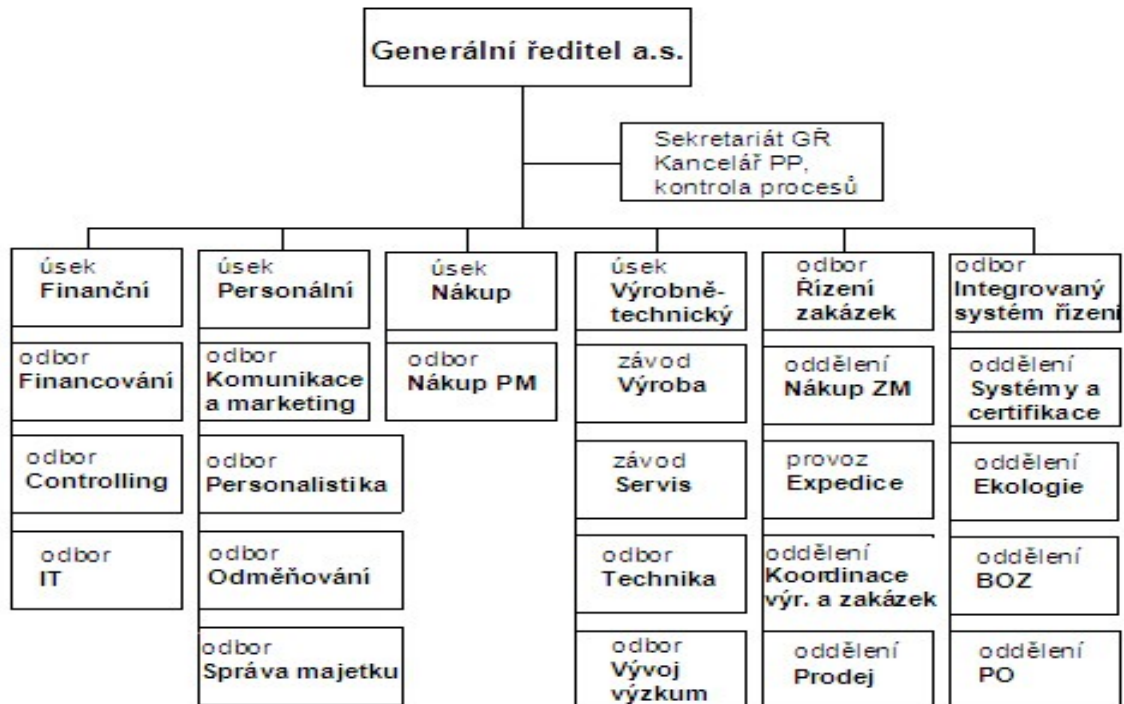 Generální ředitel a.s.
Sekretariát GŘ
Kancelář PP,
kontrola procesů
úsek
Finanční
odbor
Financování
odbor
Controlling
odbor
IT
úsek
Personální
odbor
Komunikace
a marketing
odbor
Personalistika
odbor
Odměňování
odbor
Správa majetku
úsek
Nákup
odbor
Nákup PM
úsek
Výrobně-
technický
závod
Výroba
závod
Servis
odbor
Technika
odbor
Vývoj
výzkum
odbor
Řízení
zakázek
oddělení
Nákup ZM
provoz
Expedice
oddělení
Koordinace
výr. a zakázek
oddělení
Prodej
odbor
Integrovaný
systém řízení
oddělení
Systémy a
certifikace
oddělení
Ekologie
oddělení
BOZ
oddělení
PO